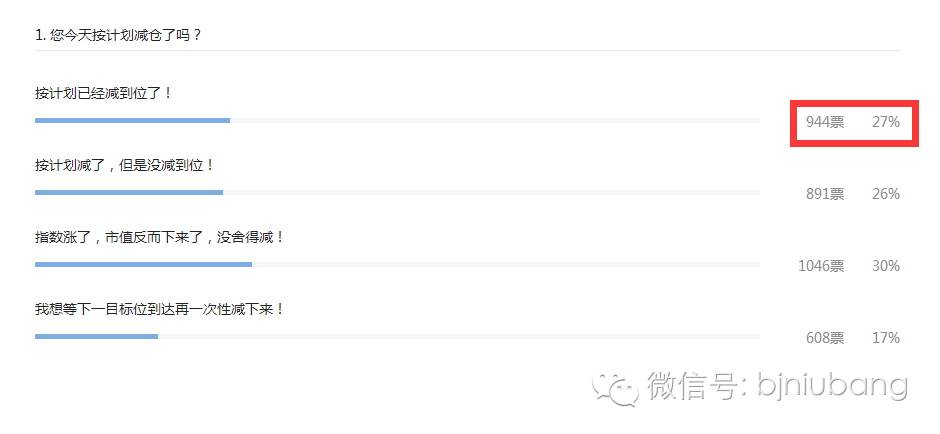 1. 您今天按计划减仓了吗？
按计划已经减到位了！
944票 27%
按计划减了，但是没减到位！
891票 26%
指数涨了，市值反而下来了，没舍得减！
1046票 30%
我想等下一目标位到达再一次性减下来！
608票 17%
微信号: bjniubang